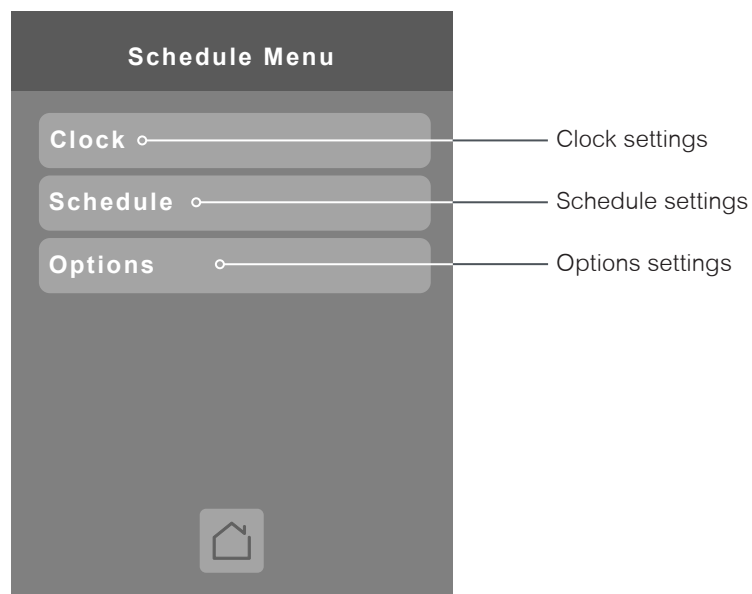 Schedule Menu
Clock
Clock settings
Schedule
Schedule settings
Options
Options settings